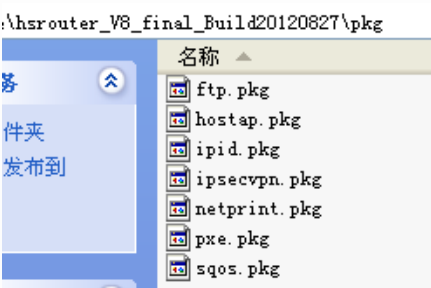 :\hsrouter_V8_final_Build20120827\pkg
名称
务
件夹
发布到
ftp.pkg
hostap.pkg
ipid.pkg
ipsecvpn.pkg
netprint.pkg
pxe.pkg
sqos.pkg